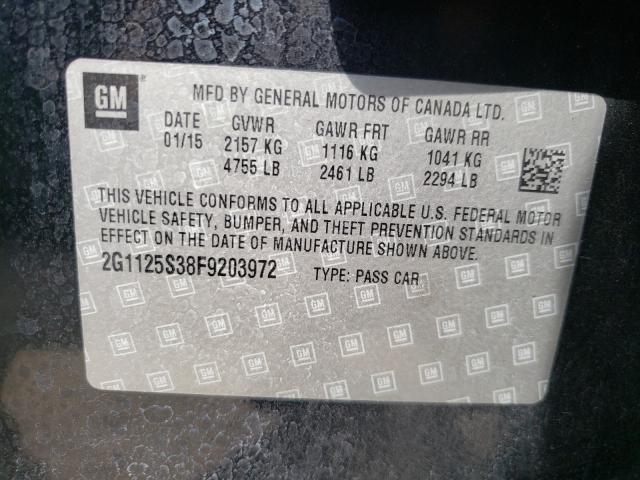 GM
MFD BY GENERAL MOTORS OF CANADA LTD.
DATE GVWR GAWR FRT GAWR RR
01/15 2157 KG 1116 KG 1041 KG
4755 LB 2461 LB 2294 LB
THIS VEHICLE CONFORMS TO ALL APPLICABLE U.S. FEDERAL MOTOR
VEHICLE SAFETY, BUMPER, AND THEFT PREVENTION STANDARDS IN
EFFECT ON THE DATE OF MANUFACTURE SHOWN ABOVE.
2G1125S38F9203972 TYPE: PASS CAR